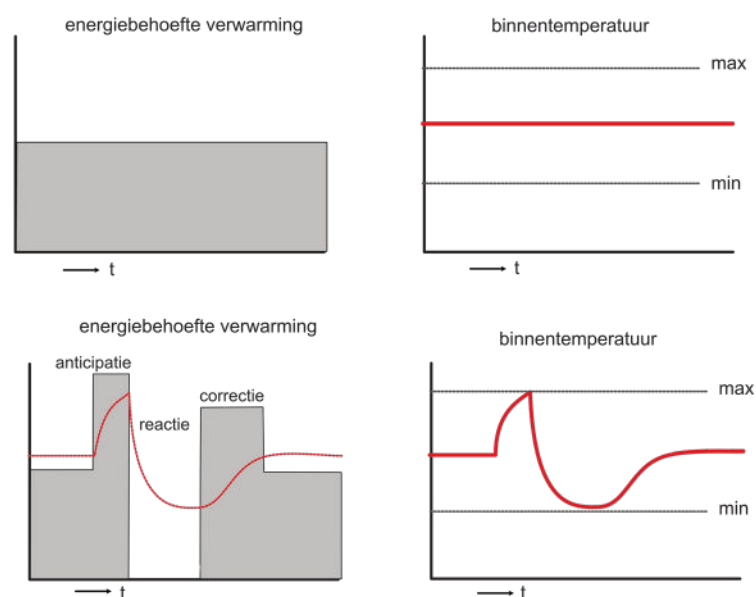 energiebehoefte verwarming
t
binnentemperatuur
max
min
t
energiebehoefte verwarming
anticipatie
reactie
correctie
t
binnentemperatuur
max
min
t